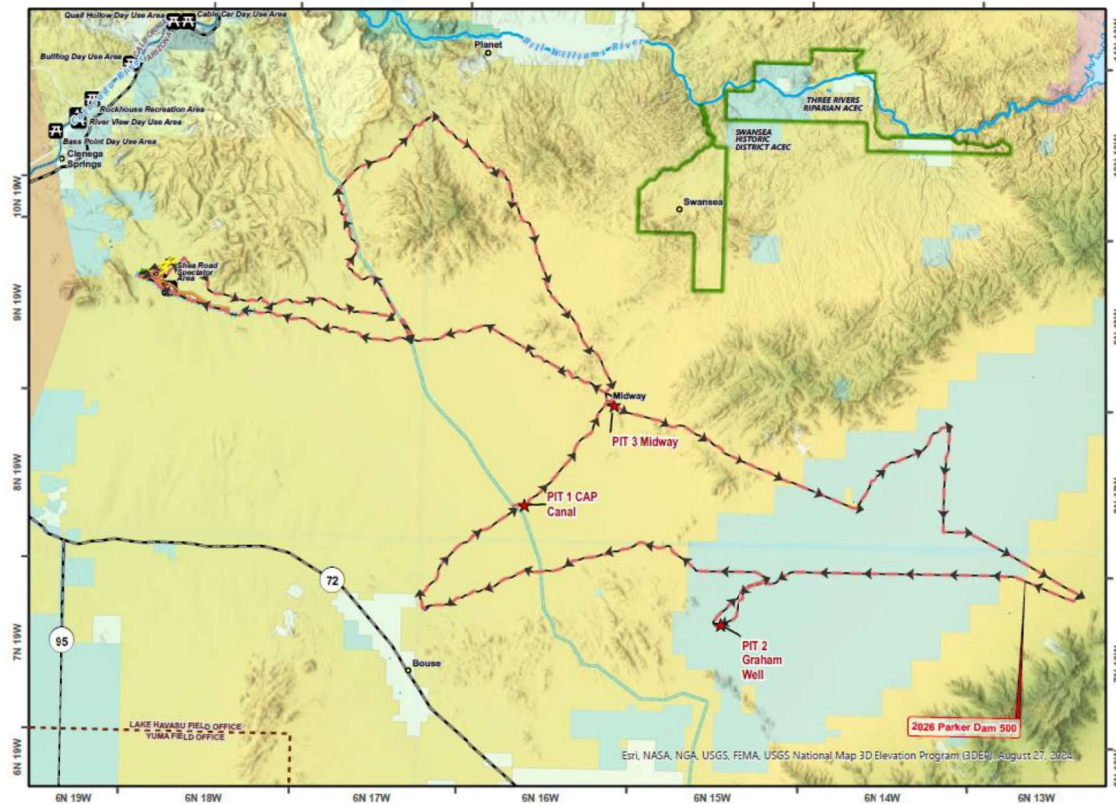 Quail Hollow Day Use Area
Cable Car Day Use Area
CALIFORNIA
ARIZONA
Bullfrog Day Use Area
Rockhouse Recreation Area
River View Day Use Area
Bass Point Day Use Area
Cienega
Springs
Planet
Bill Williams River
THREE RIVERS
RIPARIAN ACEC
SWANSEA
HISTORIC
DISTRICT ACEC
Swansea
10N 19W
Shea Road
Spectator
Area
9N 19W
Midway
PIT 3 Midway
8N 19W
PIT 1 CAP
Canal
72
95
7N 19W
Bouse
PIT 2
Graham
Well
2026 Parker Dam 500
LAKE HAVASU FIELD OFFICE
YUMA FIELD OFFICE
Esri, NASA, NGA, USGS, FEMA, USGS National Map 3D Elevation Program (3DEP). August 27, 2024
6N 19W
6N 19W
6N 18W
6N 17W
6N 16W
6N 15W
6N 14W
6N 13W